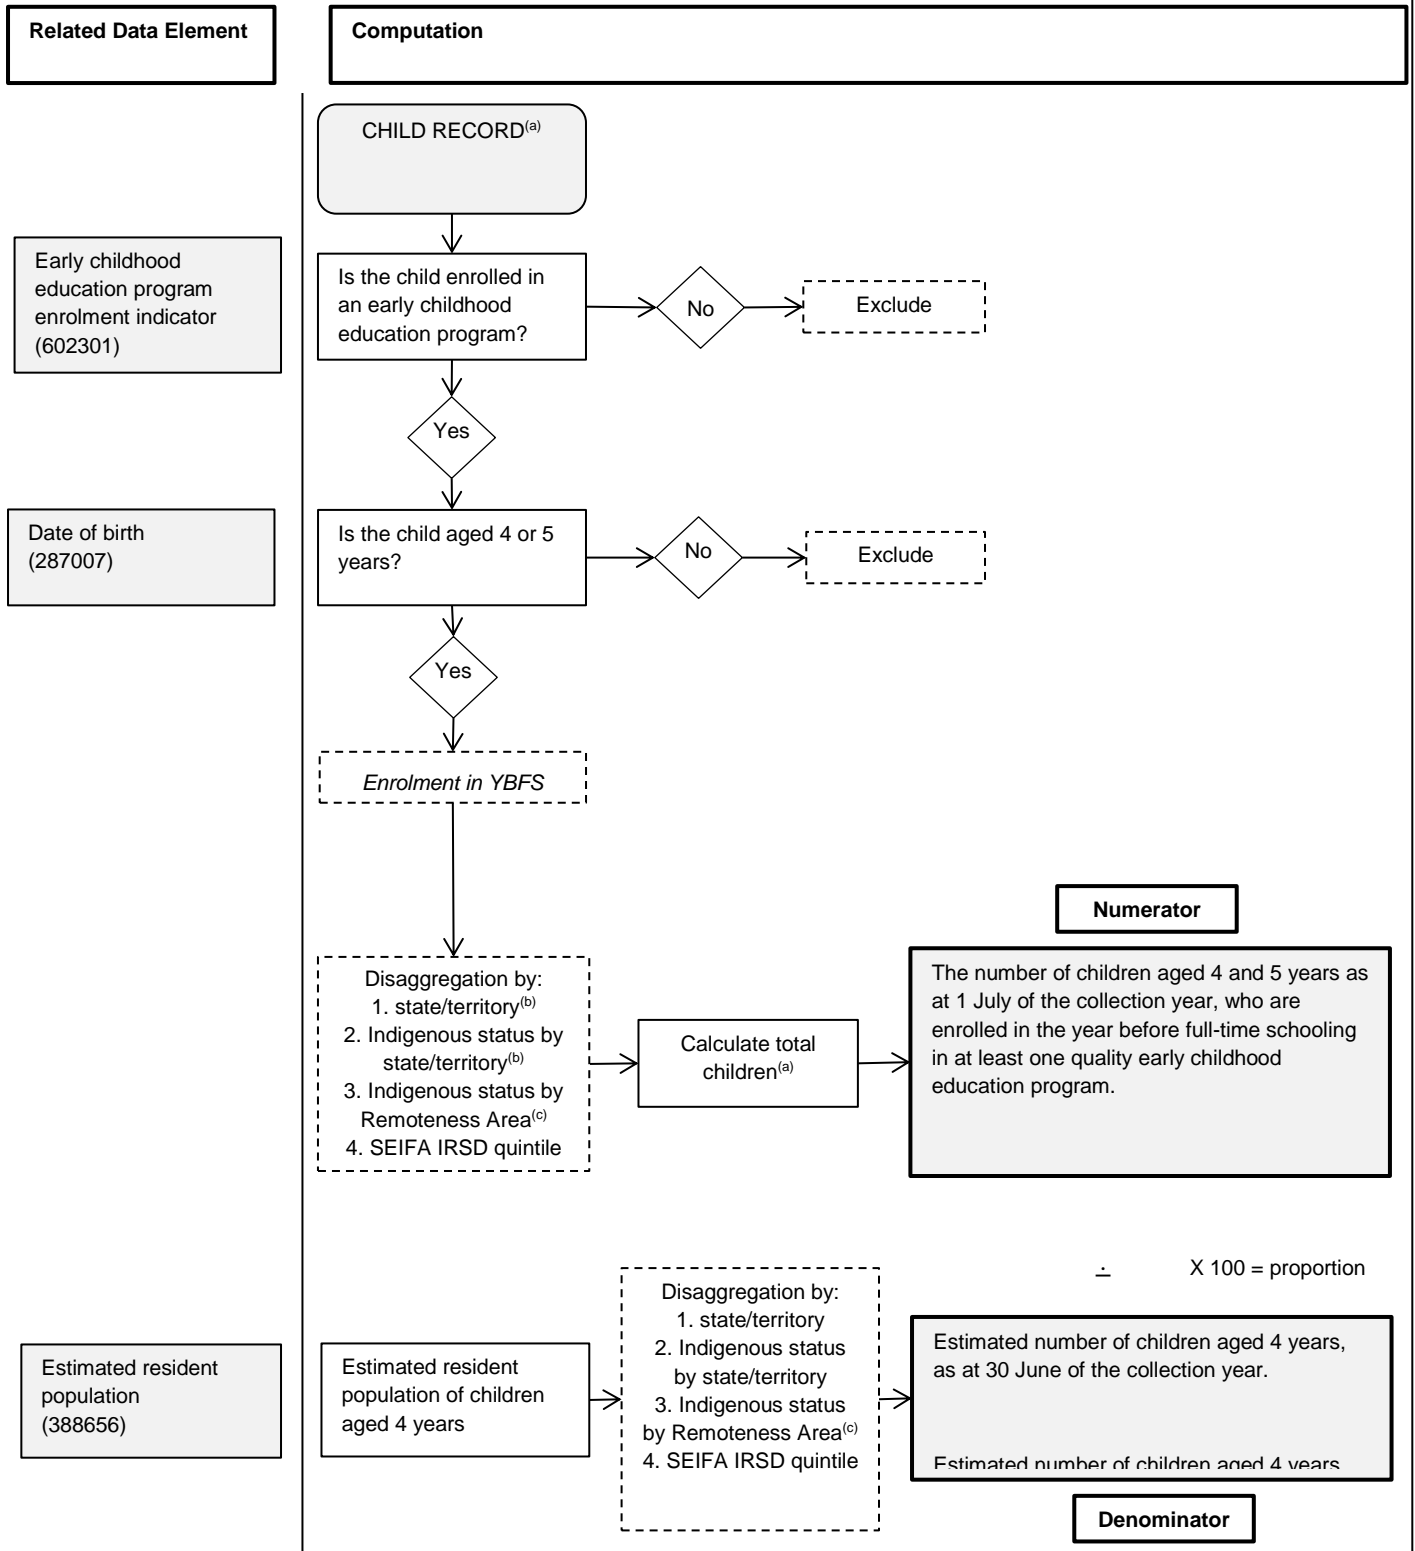 Related Data Element
Computation
CHILD RECORD(a)
Early childhood
education program
enrolment indicator
(602301)
Is the child enrolled in
an early childhood
education program?
No
Exclude
Yes
Date of birth
(287007)
Is the child aged 4 or 5
years?
No
Exclude
Yes
Enrolment in YBFS
Numerator
Disaggregation by:
1. state/territory(b)
2. Indigenous status by
state/territory(b)
3. Indigenous status by
Remoteness Area(c)
4. SEIFA IRSD quintile
Calculate total
children(a)
The number of children aged 4 and 5 years as
at 1 July of the collection year, who are
enrolled in the year before full-time schooling
in at least one quality early childhood
education program.
÷ X 100 = proportion
Estimated resident
population
(388656)
Estimated resident
population of children
aged 4 years
Disaggregation by:
1. state/territory
2. Indigenous status
by state/territory
3. Indigenous status
by Remoteness Area(c)
4. SEIFA IRSD quintile
Estimated number of children aged 4 years,
as at 30 June of the collection year.
Estimated number of children aged 4 years
Denominator